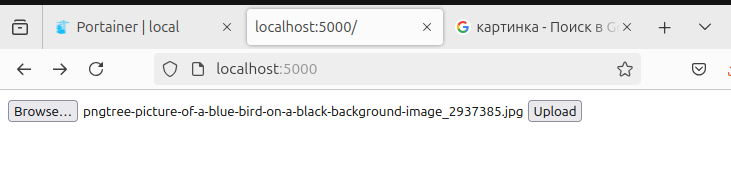 Portainer | local
localhost:5000/
картинка - Поиск в G
localhost:5000
Browse... pngtree-picture-of-a-blue-bird-on-a-black-background-image_2937385.jpg Upload